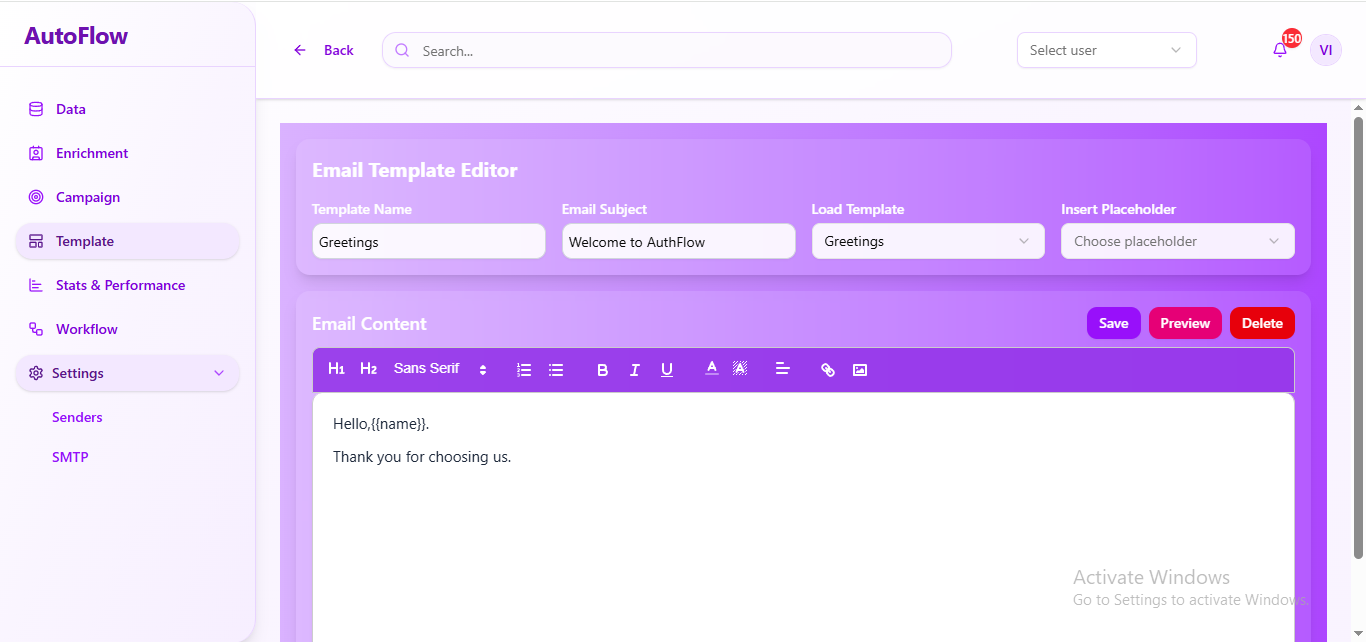 AutoFlow
Back
Search...
Select user
150
VI
Data
Enrichment
Campaign
Template
Stats & Performance
Workflow
Settings
Senders
SMTP
Email Template Editor
Template Name Email Subject Load Template Insert Placeholder
Greetings Welcome to AuthFlow Greetings Choose placeholder
Email Content Save Preview Delete
H1 H2 Sans Serif B I U A A
Hello,{{name}}.
Thank you for choosing us.
Activate Windows
Go to Settings to activate Windows.